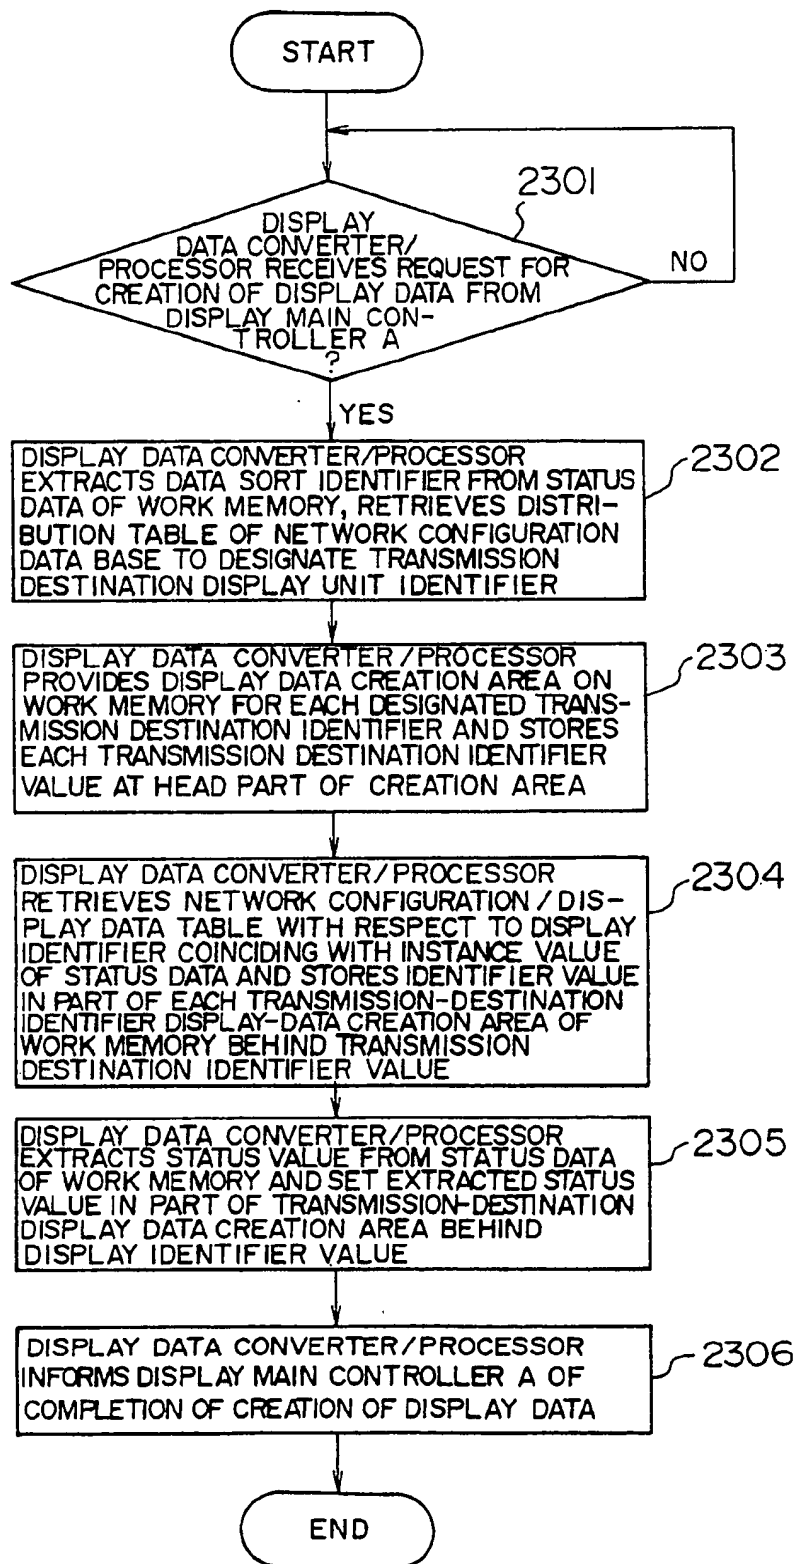 START
2301
DISPLAY
DATA CONVERTER/
PROCESSOR RECEIVES REQUEST FOR
CREATION OF DISPLAY DATA FROM
DISPLAY MAIN CON-
TROLLER A
?
NO
YES
DISPLAY DATA CONVERTER/PROCESSOR
EXTRACTS DATA SORT IDENTIFIER FROM STATUS
DATA OF WORK MEMORY, RETRIEVES DISTRI-
BUTION TABLE OF NETWORK CONFIGURATION
DATA BASE TO DESIGNATE TRANSMISSION
DESTINATION DISPLAY UNIT IDENTIFIER
2302
DISPLAY DATA CONVERTER/PROCESSOR
PROVIDES DISPLAY DATA CREATION AREA ON
WORK MEMORY FOR EACH DESIGNATED TRANS-
MISSION DESTINATION IDENTIFIER AND STORES
EACH TRANSMISSION DESTINATION IDENTIFIER
VALUE AT HEAD PART OF CREATION AREA
2303
DISPLAY DATA CONVERTER/PROCESSOR
RETRIEVES NETWORK CONFIGURATION/DIS-
PLAY DATA TABLE WITH RESPECT TO DISPLAY
IDENTIFIER COINCIDING WITH INSTANCE VALUE
OF STATUS DATA AND STORES IDENTIFIER VALUE
IN PART OF EACH TRANSMISSION-DESTINATION
IDENTIFIER DISPLAY-DATA CREATION AREA OF
WORK MEMORY BEHIND TRANSMISSION
DESTINATION IDENTIFIER VALUE
2304
DISPLAY DATA CONVERTER/PROCESSOR
EXTRACTS STATUS VALUE FROM STATUS DATA
OF WORK MEMORY AND SET EXTRACTED STATUS
VALUE IN PART OF TRANSMISSION-DESTINATION
DISPLAY DATA CREATION AREA BEHIND
DISPLAY IDENTIFIER VALUE
2305
DISPLAY DATA CONVERTER/PROCESSOR
INFORMS DISPLAY MAIN CONTROLLER A OF
COMPLETION OF CREATION OF DISPLAY DATA
2306
END